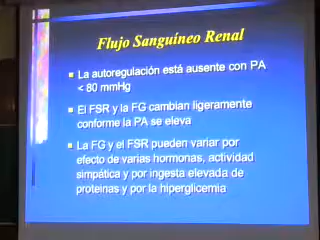 Flujo Sanguíneo Renal
La autoregulación está ausente con PA
< 80 mmHg
El FSR y la FG cambian ligeramente
conforme la PA se eleva
La FG y el FSR pueden variar por
efecto de varias hormonas, actividad
simpática y por ingesta elevada de
proteinas y por la hiperglicemia